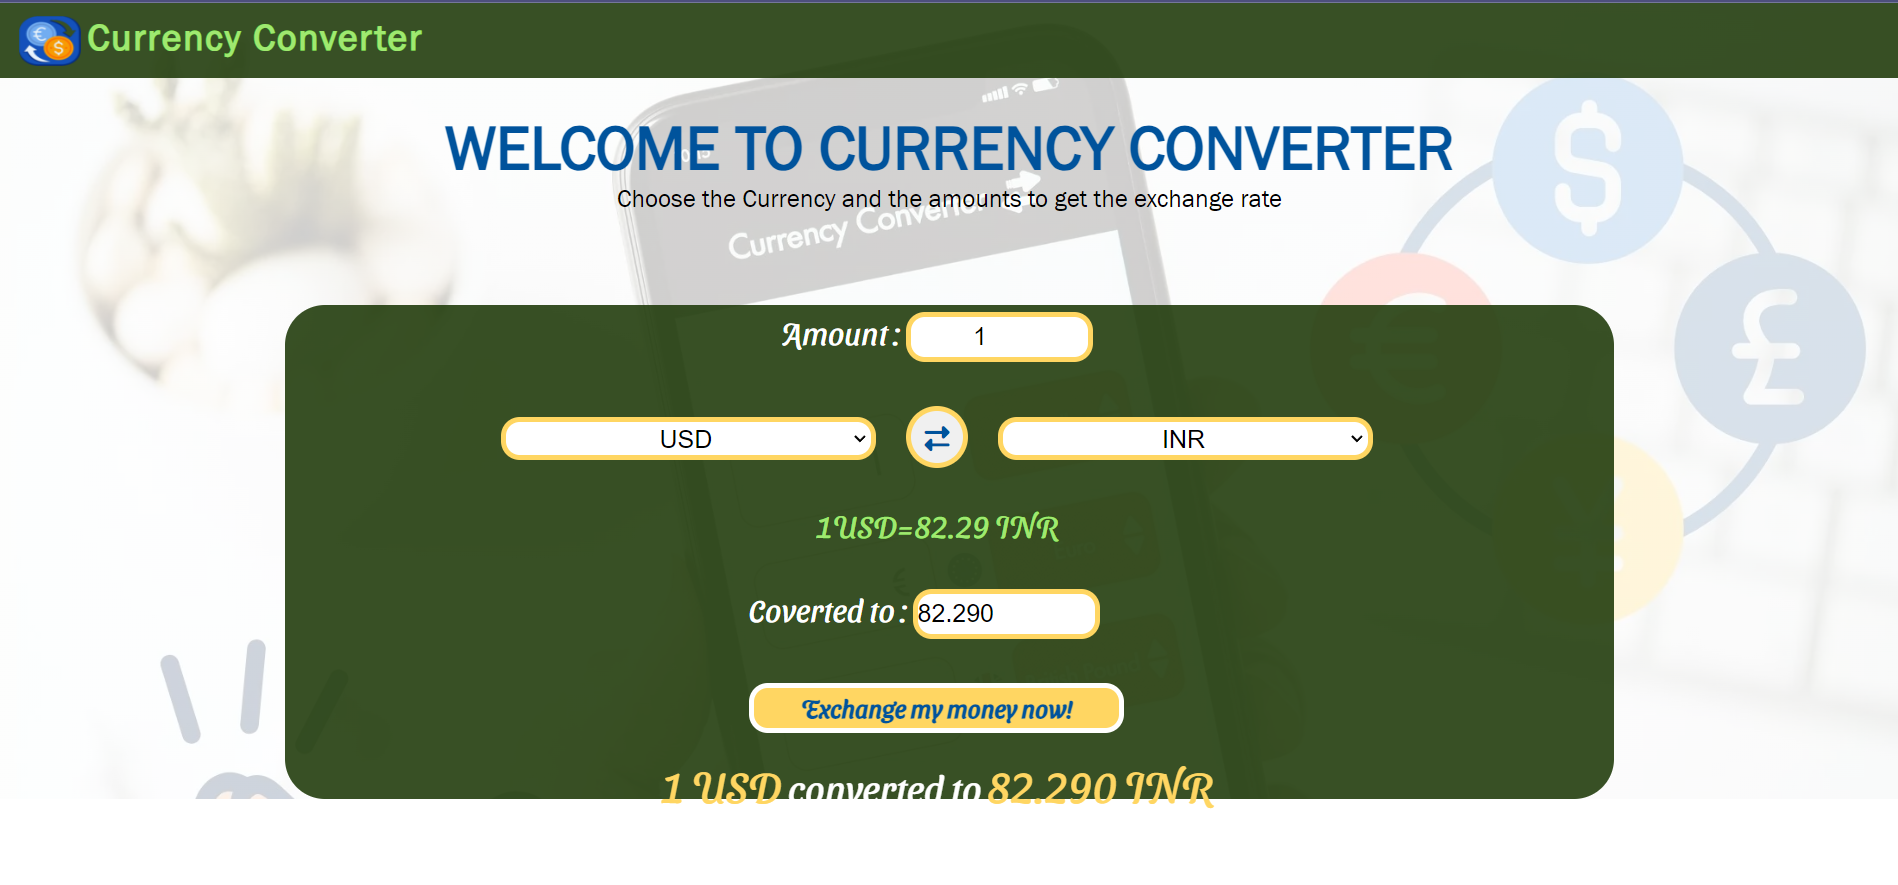 Currency Converter
WELCOME TO CURRENCY CONVERTER
Choose the Currency and the amounts to get the exchange rate
Currency Converter
Amount : 1
USD INR
1USD=82.29 INR
Coverted to : 82.290
Exchange my money now!
1 USD converted to 82.290 INR